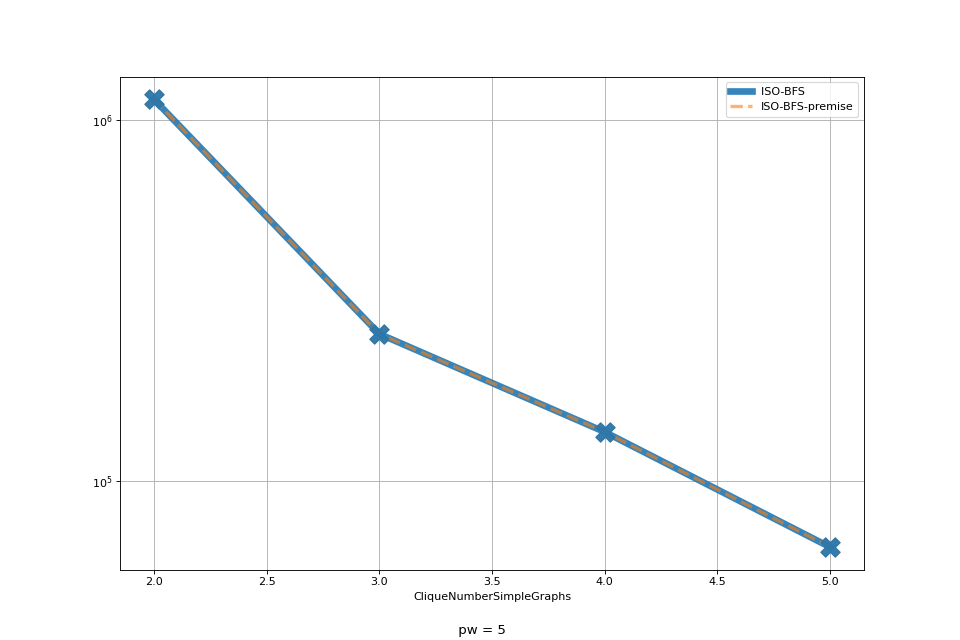 ISO-BFS
ISO-BFS-premise
10^6
10^5
2.0 2.5 3.0 3.5 4.0 4.5 5.0
CliqueNumberSimpleGraphs
pw = 5